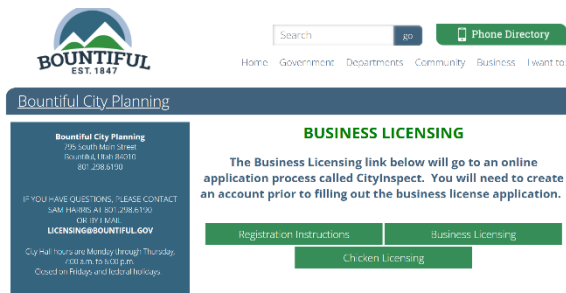 BOUNTIFUL
EST. 1847
Search
go
Phone Directory
Home Government Departments Community Business I want to
Bountiful City Planning
Bountiful City Planning
795 South Main Street
Bountiful, Utah 84010
801.298.6190
IF YOU HAVE QUESTIONS, PLEASE CONTACT
SAM HARRIS AT 801.298.6190
OR BY EMAIL
LICENSING@BOUNTIFUL.GOV
City Hall hours are Monday through Thursday,
7:00 a.m. to 6:00 p.m.
Closed on Fridays and federal holidays.
BUSINESS LICENSING
The Business Licensing link below will go to an online
application process called CityInspect. You will need to create
an account prior to filling out the business license application.
Registration Instructions
Business Licensing
Chicken Licensing